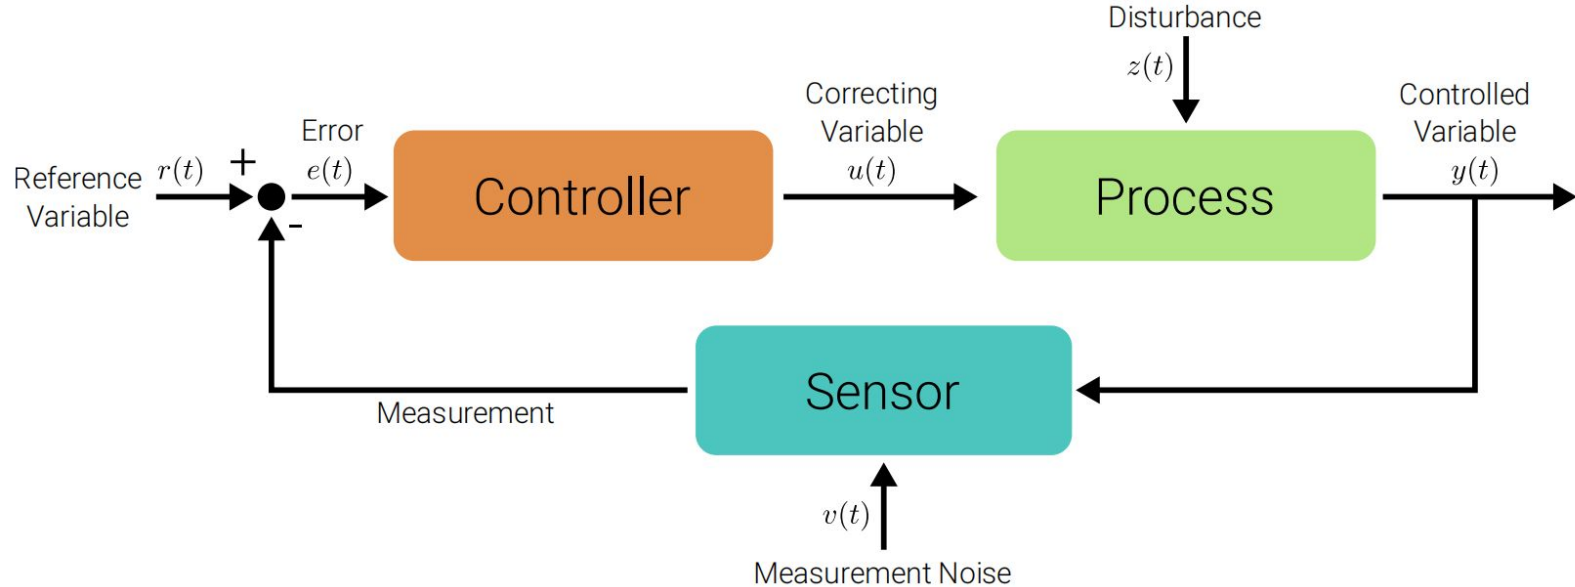 Disturbance
z(t)
Correcting
Variable
u(t)
Controlled
Variable
y(t)
Error
e(t)
+
r(t)
Reference
Variable
-
Controller
Process
Sensor
Measurement
v(t)
Measurement Noise